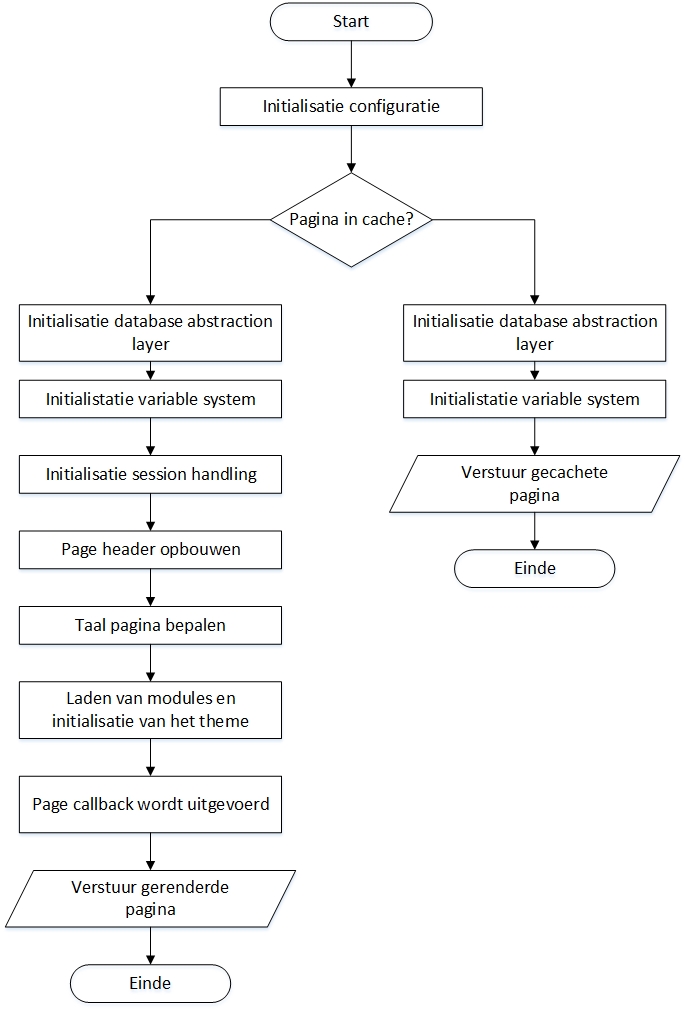 Start
Initialisatie configuratie
Pagina in cache?
Initialisatie database abstraction
layer
Initialistatie variable system
Initialisatie session handling
Page header opbouwen
Taal pagina bepalen
Laden van modules en
initialisatie van het theme
Page callback wordt uitgevoerd
Verstuur gerenderde
pagina
Einde
Initialisatie database abstraction
layer
Initialistatie variable system
Verstuur gecachete
pagina
Einde